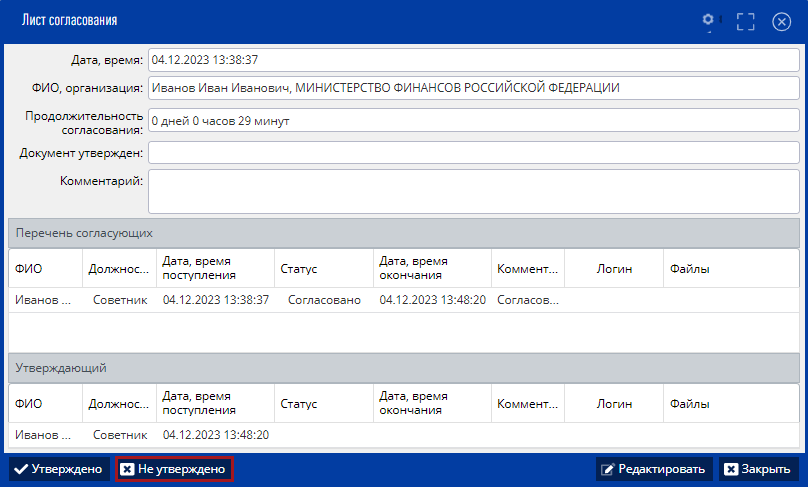 Лист согласования
Дата, время: 04.12.2023 13:38:37
ФИО, организация: Иванов Иван Иванович, МИНИСТЕРСТВО ФИНАНСОВ РОССИЙСКОЙ ФЕДЕРАЦИИ
Продолжительность
согласования: 0 дней 0 часов 29 минут
Документ утвержден:
Комментарий:
Перечень согласующих
ФИО Должнос... Дата, время поступления Статус Дата, время окончания Коммент... Логин Файлы
Иванов ... Советник 04.12.2023 13:38:37 Согласовано 04.12.2023 13:48:20 Согласов...
Утверждающий
ФИО Должнос... Дата, время поступления Статус Дата, время окончания Коммент... Логин Файлы
Иванов ... Советник 04.12.2023 13:48:20
Утверждено Не утверждено Редактировать Закрыть